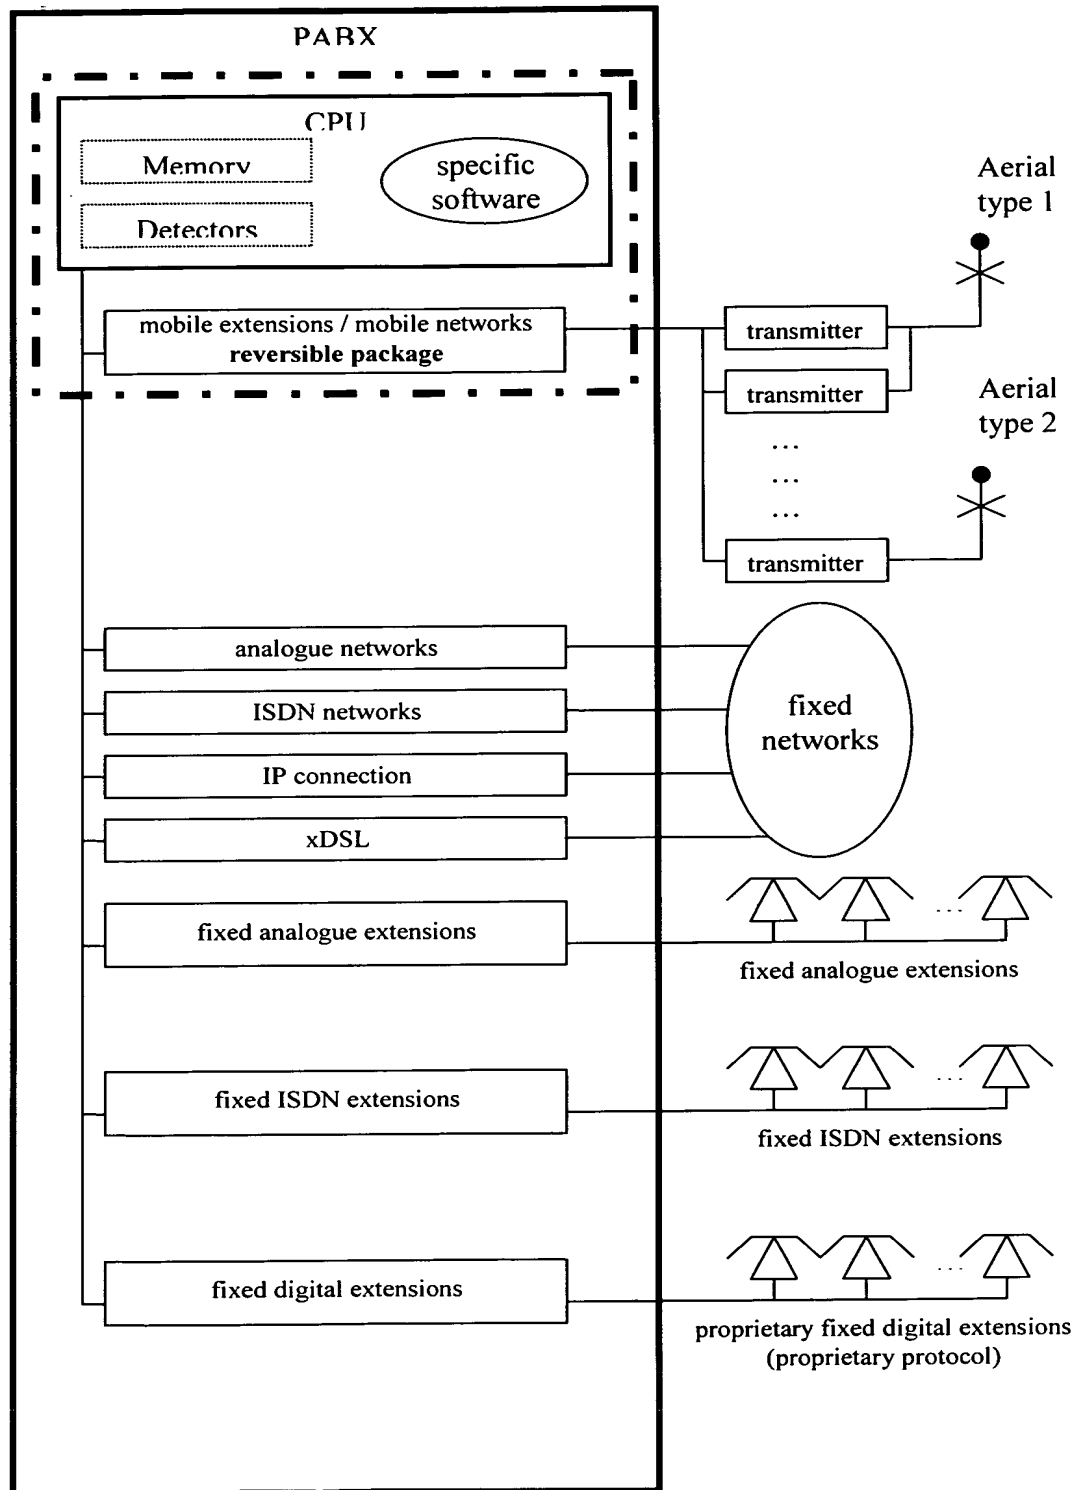 PABX
CPU
Memory
specific
software
Detectors
Aerial
type 1
mobile extensions / mobile networks
reversible package
transmitter
transmitter
Aerial
type 2
...
...
...
transmitter
analogue networks
ISDN networks
fixed
networks
IP connection
xDSL
fixed analogue extensions
...
fixed analogue extensions
fixed ISDN extensions
...
fixed ISDN extensions
fixed digital extensions
...
proprietary fixed digital extensions
(proprietary protocol)